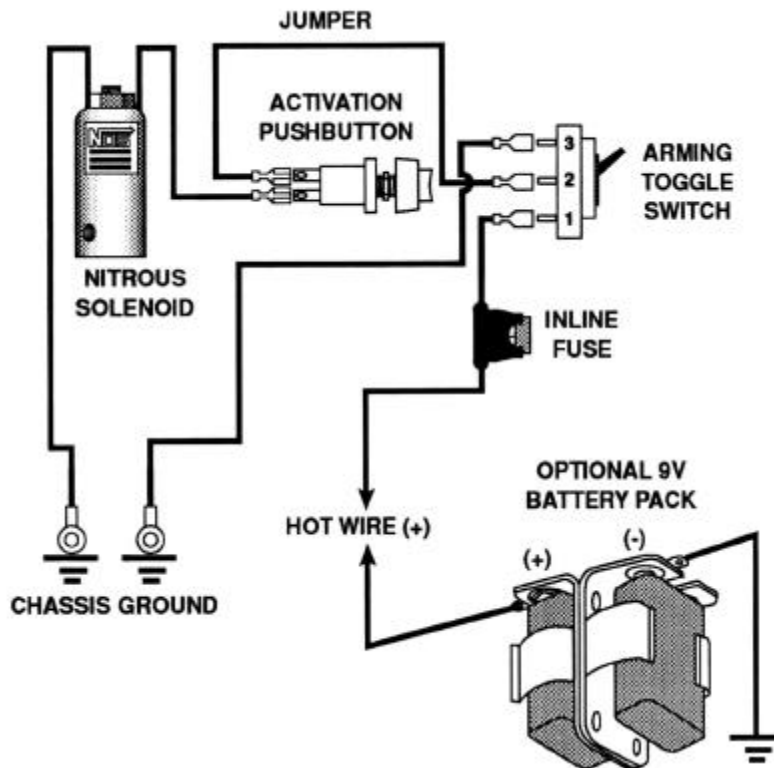 JUMPER
ACTIVATION
PUSHBUTTON
3
2
1
ARMING
TOGGLE
SWITCH
NITROUS
SOLENOID
INLINE
FUSE
OPTIONAL 9V
BATTERY PACK
HOT WIRE (+)
(+)
(-)
CHASSIS GROUND